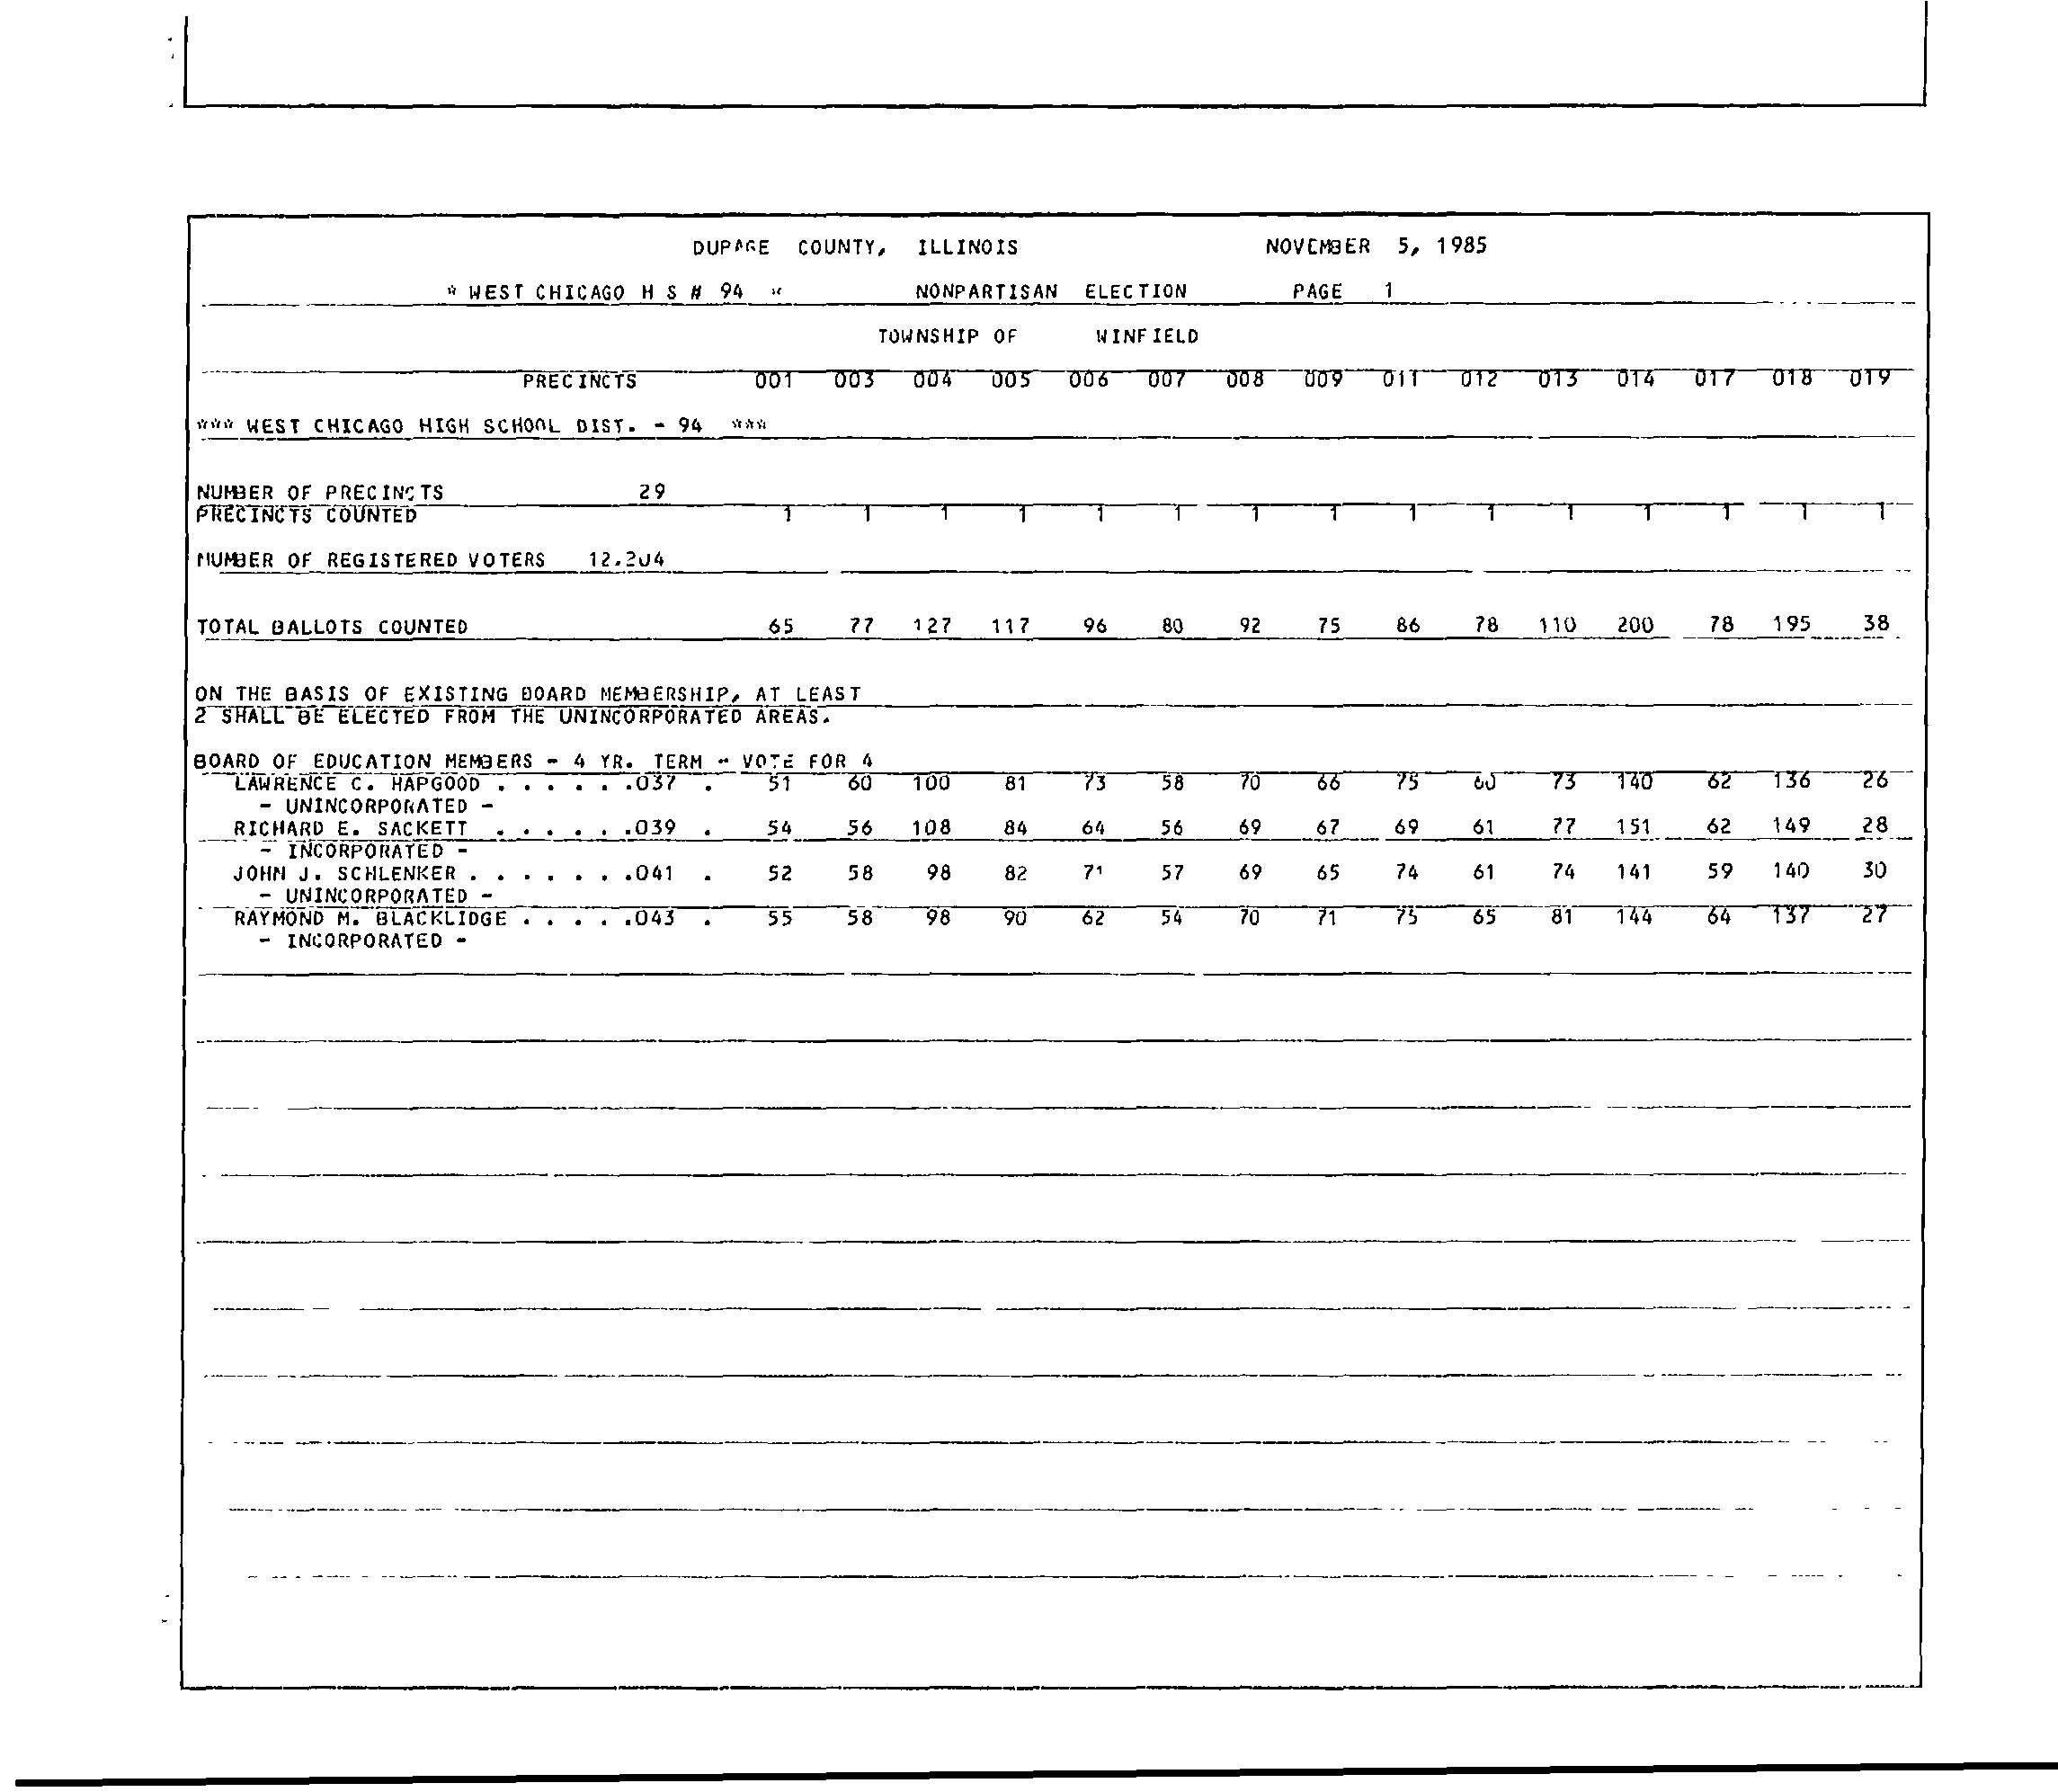 DUPAGE COUNTY, ILLINOIS NOVEMBER 5, 1985
* WEST CHICAGO H S # 94 * NONPARTISAN ELECTION PAGE 1
TOWNSHIP OF WINFIELD
PRECINCTS 001 003 004 005 006 007 008 009 011 012 013 014 017 018 019
*** WEST CHICAGO HIGH SCHOOL DIST. - 94 ***
NUMBER OF PRECINCTS 29
PRECINCTS COUNTED 1 1 1 1 1 1 1 1 1 1 1 1 1 1 1
NUMBER OF REGISTERED VOTERS 12,204
TOTAL BALLOTS COUNTED 65 77 127 117 96 80 92 75 86 78 110 200 78 195 38
ON THE BASIS OF EXISTING BOARD MEMBERSHIP, AT LEAST
2 SHALL BE ELECTED FROM THE UNINCORPORATED AREAS.
BOARD OF EDUCATION MEMBERS - 4 YR. TERM - VOTE FOR 4
LAWRENCE C. HAPGOOD . . . . . .037 . 51 60 100 81 73 58 70 66 75 60 73 140 62 136 26
- UNINCORPORATED -
RICHARD E. SACKETT . . . . . .039 . 54 56 108 84 64 56 69 67 69 61 77 151 62 149 28
- INCORPORATED -
JOHN J. SCHLENKER . . . . . . .041 . 52 58 98 82 71 57 69 65 74 61 74 141 59 140 30
- UNINCORPORATED -
RAYMOND M. BLACKLIDGE . . . . .043 . 55 58 98 90 62 54 70 71 75 65 81 144 64 137 27
- INCORPORATED -